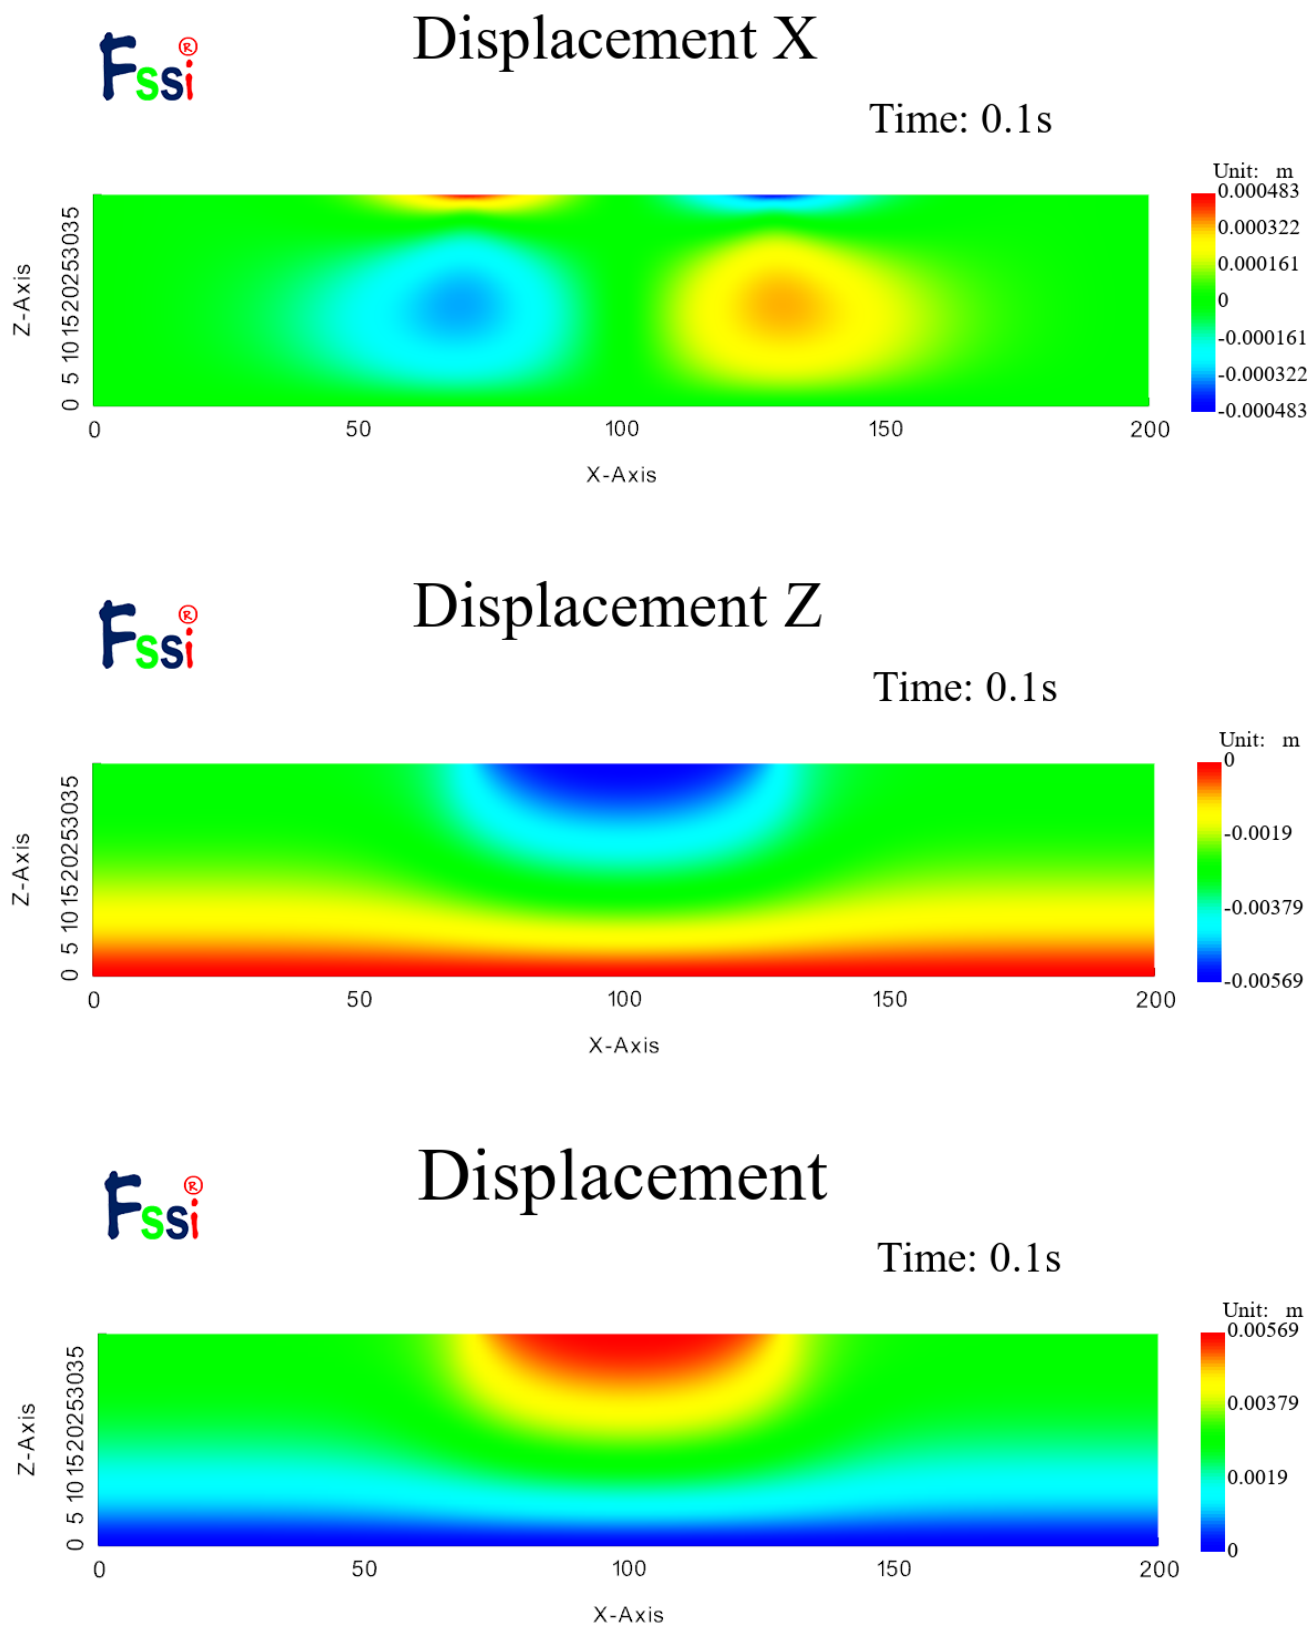 Fssi®
Displacement X
Time: 0.1s
Unit: m
0.000483
0.000322
0.000161
0
-0.000161
-0.000322
-0.000483
Z-Axis
0 5 10 15 20 25 30 35
0 50 100 150 200
X-Axis
Fssi®
Displacement Z
Time: 0.1s
Unit: m
0
-0.0019
-0.00379
-0.00569
Z-Axis
0 5 10 15 20 25 30 35
0 50 100 150 200
X-Axis
Fssi®
Displacement
Time: 0.1s
Unit: m
0.00569
0.00379
0.0019
0
Z-Axis
0 5 10 15 20 25 30 35
0 50 100 150 200
X-Axis